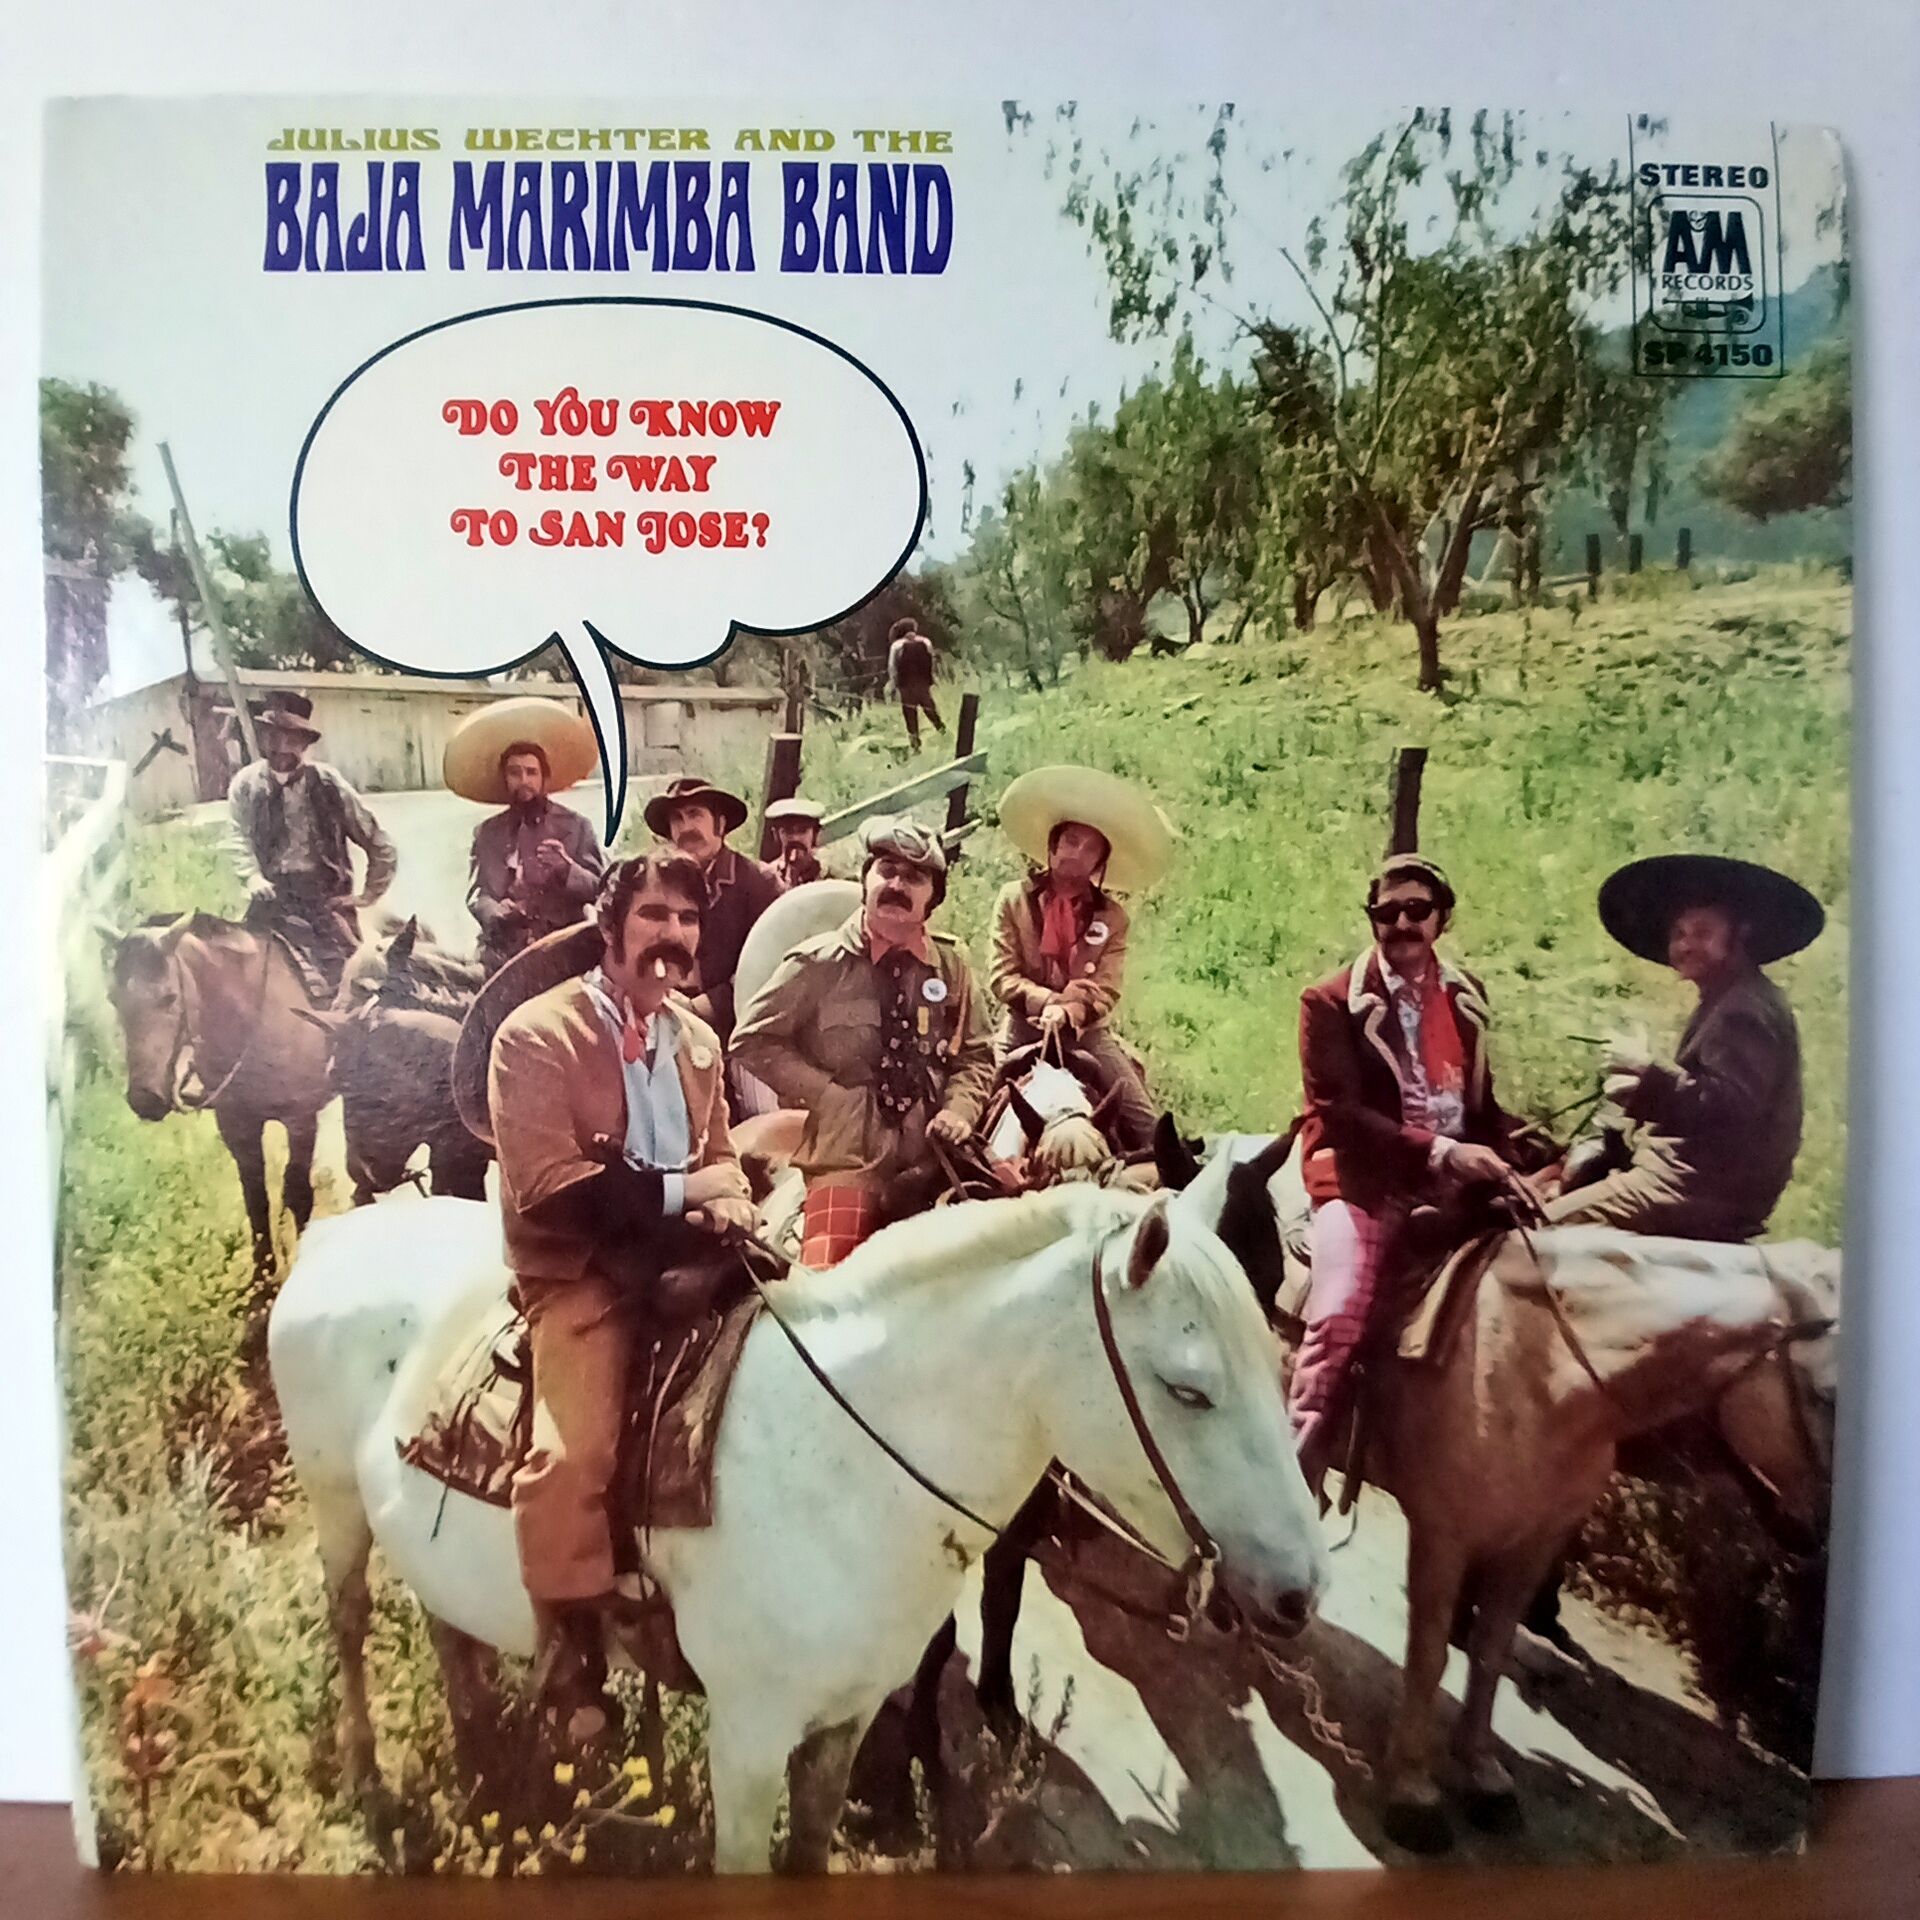 JULIUS WECHTER AND THE
BAJA MARIMBA BAND
STEREO
A&M
RECORDS
SP 4150
DO YOU KNOW
THE WAY
TO SAN JOSE?